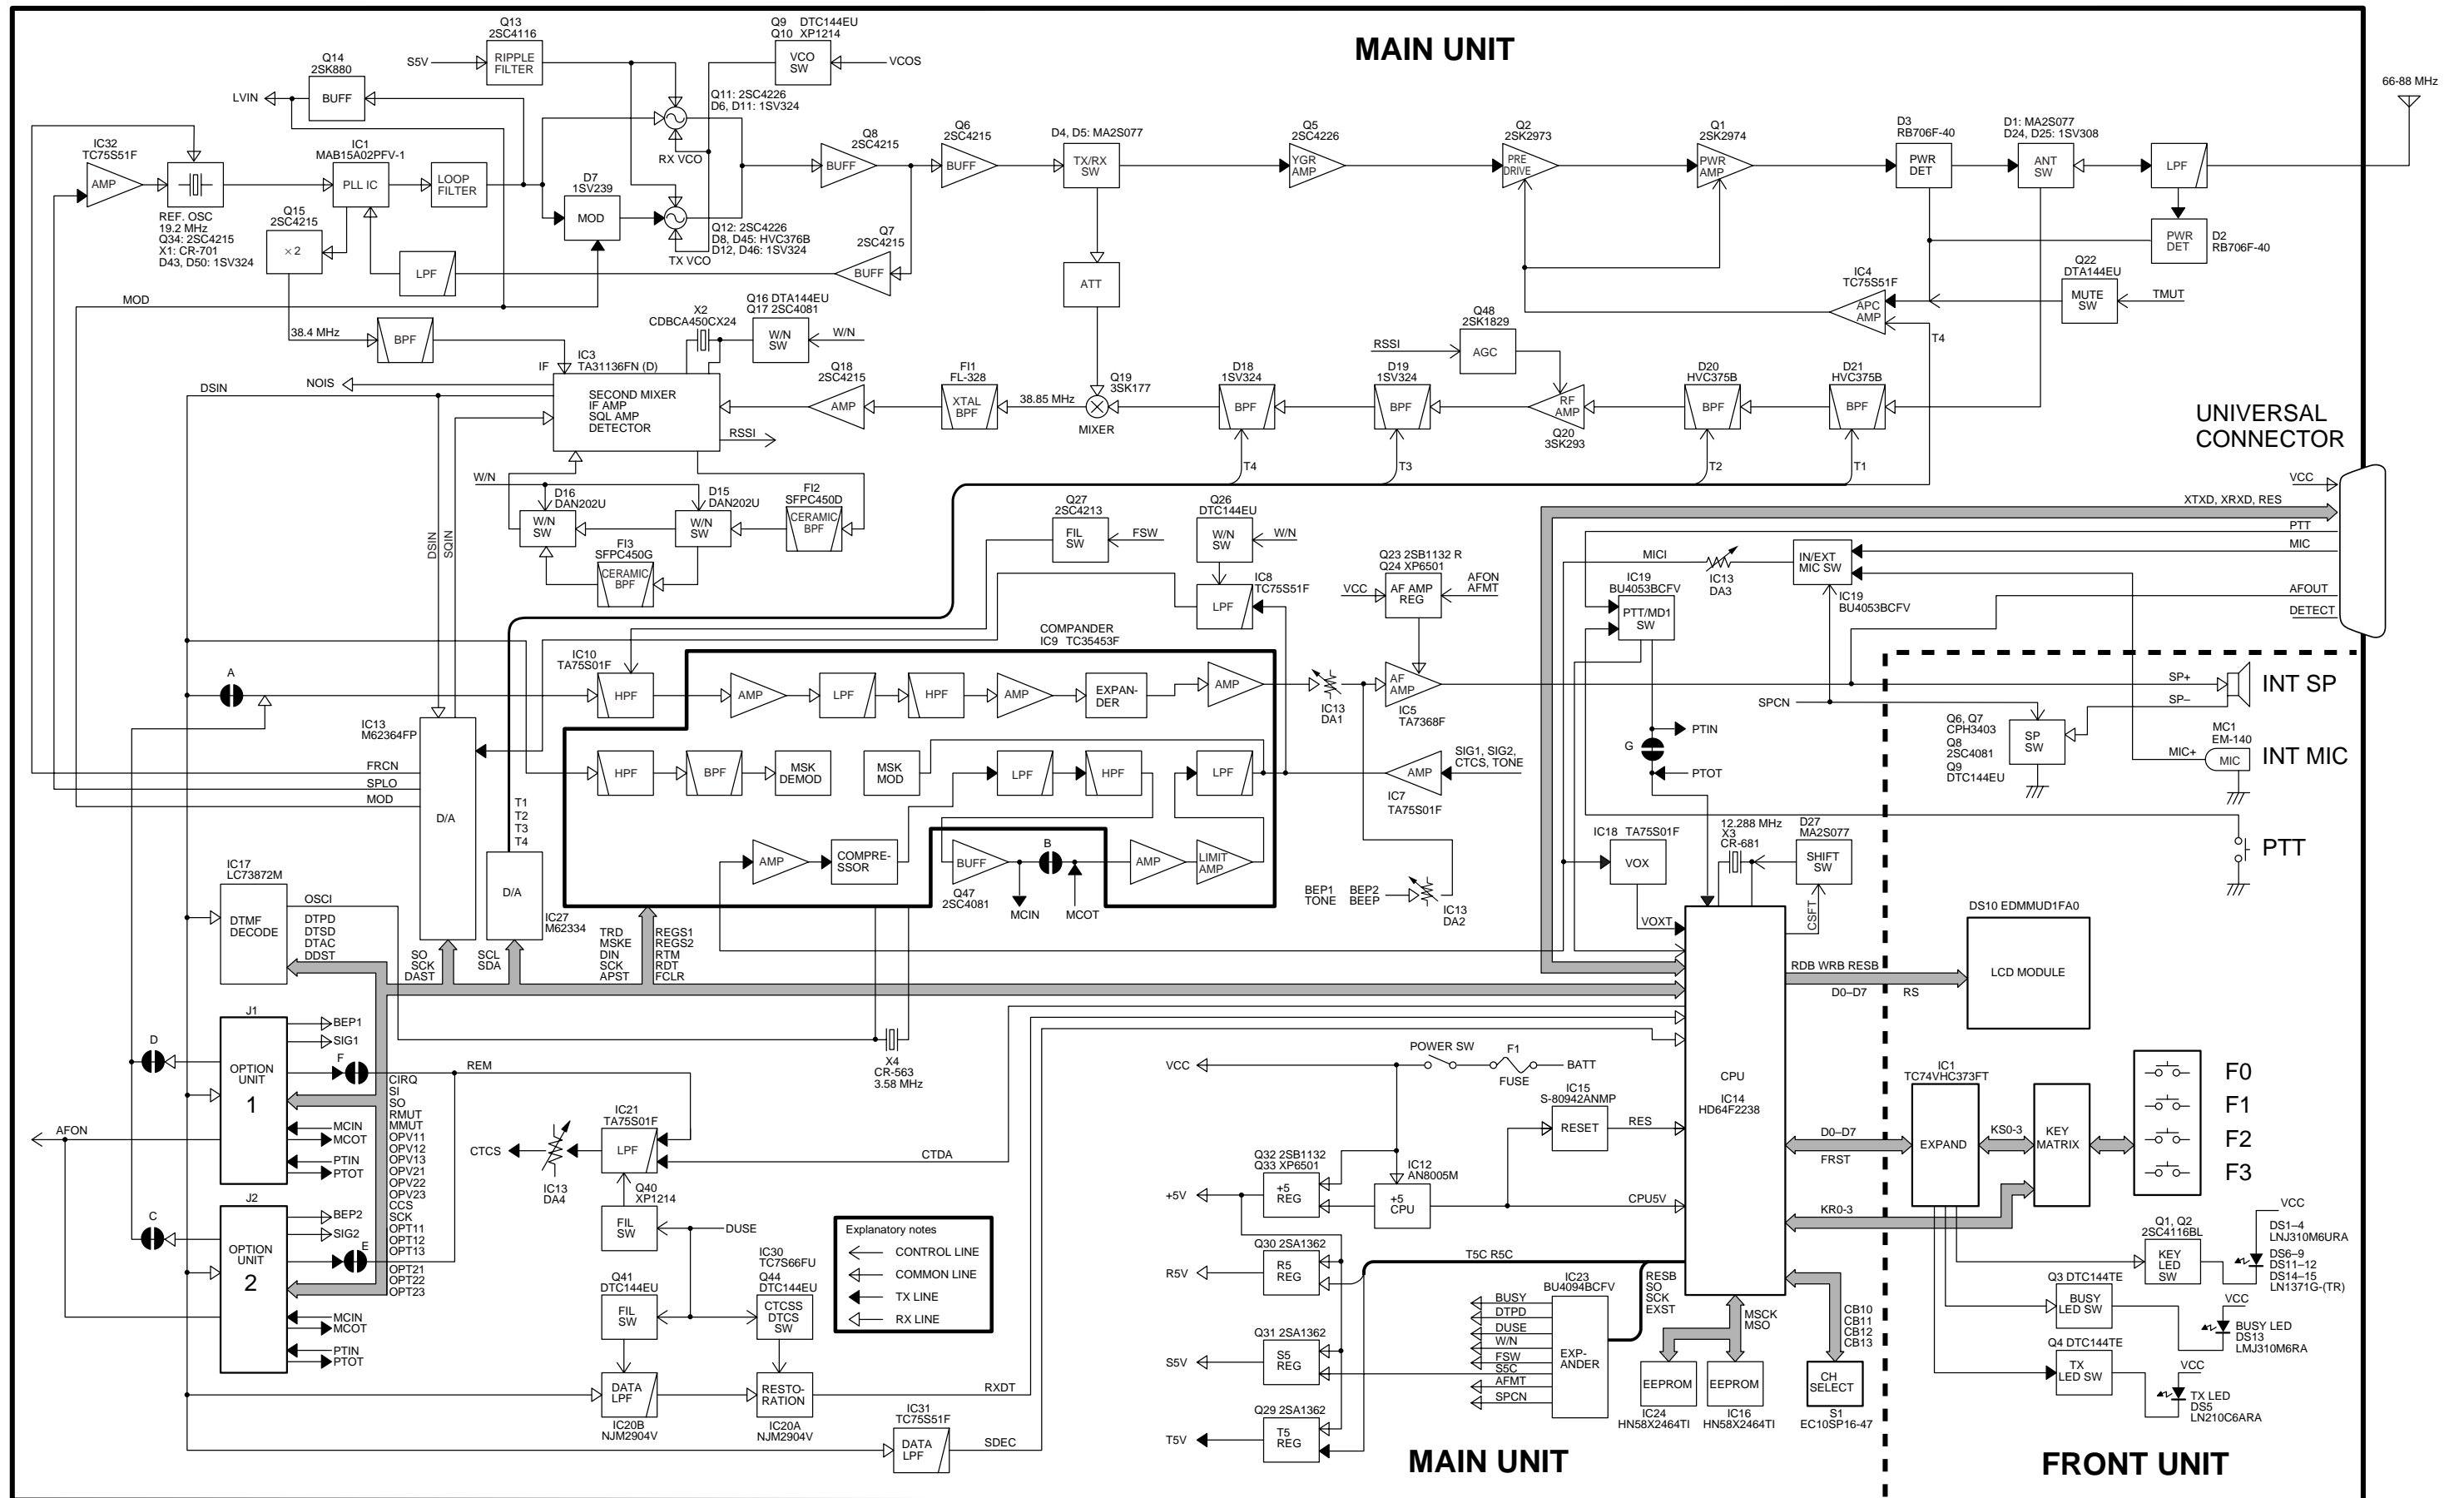 MAIN UNIT
66-88 MHz
Q13
2SC4116
RIPPLE
FILTER
S5V
Q14
2SK880
BUFF
LVIN
Q9 DTC144EU
Q10 XP1214
VCO
SW
VCOS
Q11: 2SC4226
D6, D11: 1SV324
RX VCO
IC32
TC75S51F
AMP
REF. OSC
19.2 MHz
Q34: 2SC4215
X1: CR-701
D43, D50: 1SV324
IC1
MAB15A02PFV-1
PLL IC
LOOP
FILTER
D7
1SV239
MOD
Q12: 2SC4226
D8, D45: HVC376B
D12, D46: 1SV324
TX VCO
Q15
2SC4215
×2
LPF
MOD
Q8
2SC4215
BUFF
Q7
2SC4215
BUFF
Q6
2SC4215
BUFF
D4, D5: MA2S077
TX/RX
SW
ATT
Q5
2SC4226
YGR
AMP
Q2
2SK2973
PRE
DRIVE
Q1
2SK2974
PWR
AMP
D3
RB706F-40
PWR
DET
D1: MA2S077
D24, D25: 1SV308
ANT
SW
LPF
PWR
DET
D2
RB706F-40
Q22
DTA144EU
MUTE
SW
TMUT
IC4
TC75S51F
APC
AMP
T4
38.4 MHz
BPF
IF
IC3
TA31136FN (D)
SECOND MIXER
IF AMP
SQL AMP
DETECTOR
NOIS
DSIN
RSSI
X2
CDBCA450CX24
Q16 DTA144EU
Q17 2SC4081
W/N
SW
W/N
Q18
2SC4215
AMP
FI1
FL-328
XTAL
BPF
38.85 MHz
Q19
3SK177
MIXER
D18
1SV324
BPF
T4
D19
1SV324
BPF
T3
RSSI
Q48
2SK1829
AGC
RF
AMP
Q20
3SK293
D20
HVC375B
BPF
T2
D21
HVC375B
BPF
T1
W/N
D16
DAN202U
W/N
SW
D15
DAN202U
W/N
SW
FI2
SFPC450D
CERAMIC
BPF
FI3
SFPC450G
CERAMIC
BPF
DSIN
SQIN
Q27
2SC4213
FIL
SW
FSW
Q26
DTC144EU
W/N
SW
W/N
IC8
TC75S51F
LPF
Q23 2SB1132 R
Q24 XP6501
VCC
AF AMP
REG
AFON
AFMT
MICI
IC13
DA3
IC19
BU4053BCFV
PTT/MD1
SW
IN/EXT
MIC SW
IC19
BU4053BCFV
UNIVERSAL
CONNECTOR
VCC
XTXD, XRXD, RES
PTT
MIC
AFOUT
DETECT
COMPANDER
IC9 TC35453F
A
IC10
TA75S01F
HPF
AMP
LPF
HPF
AMP
EXPAN-
DER
AMP
IC13
DA1
AF
AMP
IC5
TA7368F
HPF
BPF
MSK
DEMOD
MSK
MOD
LPF
HPF
LPF
AMP
IC7
TA75S01F
SIG1, SIG2,
CTCS, TONE
AMP
COMPRE-
SSOR
BUFF
Q47
2SC4081
B
MCIN
MCOT
AMP
LIMIT
AMP
BEP1 BEP2
TONE BEEP
IC13
DA2
PTIN
G
PTOT
SPCN
Q6, Q7
CPH3403
Q8
2SC4081
Q9
DTC144EU
SP
SW
SP+
SP–
INT SP
MC1
EM-140
MIC+
MIC
INT MIC
PTT
IC13
M62364FP
D/A
FRCN
SPLO
MOD
T1
T2
T3
T4
D/A
IC27
M62334
IC17
LC73872M
DTMF
DECODE
OSCI
DTPD
DTSD
DTAC
DDST
SO
SCK
DAST
SCL
SDA
TRD
MSKE
DIN
SCK
APST
REGS1
REGS2
RTM
RDT
FCLR
X4
CR-563
3.58 MHz
IC18 TA75S01F
VOX
VOXT
12.288 MHz
X3
CR-681
D27
MA2S077
SHIFT
SW
CSFT
CPU
IC14
HD64F2238
RDB WRB RESB
D0–D7
RS
DS10 EDMMUD1FA0
LCD MODULE
J1
OPTION
UNIT
1
BEP1
SIG1
F
D
MCIN
MCOT
PTIN
PTOT
REM
AFON
J2
OPTION
UNIT
2
BEP2
SIG2
E
C
MCIN
MCOT
PTIN
PTOT
CIRQ
SI
SO
RMUT
MMUT
OPV11
OPV12
OPV13
OPV21
OPV22
OPV23
CCS
SCK
OPT11
OPT12
OPT13
OPT21
OPT22
OPT23
CTCS
IC13
DA4
IC21
TA75S01F
LPF
CTDA
Q40
XP1214
FIL
SW
DUSE
Q41
DTC144EU
FIL
SW
IC30
TC7S66FU
Q44
DTC144EU
CTCSS
DTCS
SW
DATA
LPF
IC20B
NJM2904V
RESTO-
RATION
IC20A
NJM2904V
RXDT
IC31
TC75S51F
DATA
LPF
SDEC
Explanatory notes
CONTROL LINE
COMMON LINE
TX LINE
RX LINE
VCC
POWER SW
F1
FUSE
BATT
IC15
S-80942ANMP
RESET
RES
Q32 2SB1132
Q33 XP6501
+5V
+5
REG
IC12
AN8005M
+5
CPU
CPU5V
Q30 2SA1362
R5V
R5
REG
T5C R5C
Q31 2SA1362
S5V
S5
REG
Q29 2SA1362
T5V
T5
REG
IC23
BU4094BCFV
EXP-
ANDER
BUSY
DTPD
DUSE
W/N
FSW
S5C
AFMT
SPCN
RESB
SO
SCK
EXST
MSCK
MSO
EEPROM
IC24
HN58X2464TI
EEPROM
IC16
HN58X2464TI
CB10
CB11
CB12
CB13
CH
SELECT
S1
EC10SP16-47
IC1
TC74VHC373FT
D0–D7
FRST
EXPAND
KS0-3
KEY
MATRIX
KR0-3
F0
F1
F2
F3
Q1, Q2
2SC4116BL
KEY
LED
SW
VCC
DS1–4
LNJ310M6URA
DS6–9
DS11–12
DS14–15
LN1371G-(TR)
Q3 DTC144TE
BUSY
LED SW
VCC
BUSY LED
DS13
LMJ310M6RA
Q4 DTC144TE
TX
LED SW
VCC
TX LED
DS5
LN210C6ARA
MAIN UNIT
FRONT UNIT